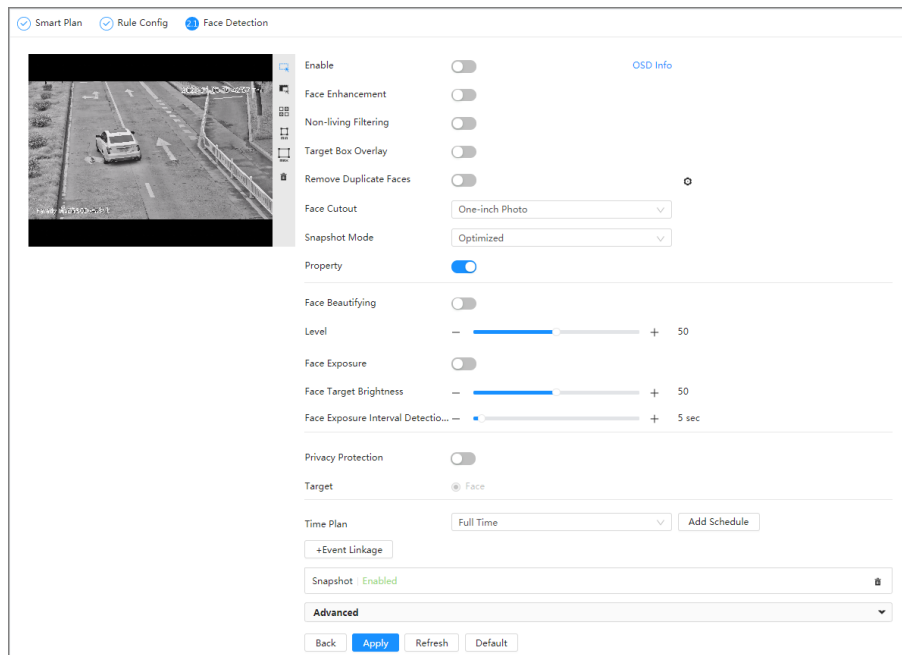 Smart Plan Rule Config 2.1 Face Detection
Enable OSD Info
Face Enhancement
Non-living Filtering
Target Box Overlay
Remove Duplicate Faces
Face Cutout One-inch Photo
Snapshot Mode Optimized
Property
Face Beautifying
Level 50
Face Exposure
Face Target Brightness 50
Face Exposure Interval Detectio... 5 sec
Privacy Protection
Target Face
Time Plan Full Time Add Schedule
+Event Linkage
Snapshot | Enabled
Advanced
Back Apply Refresh Default